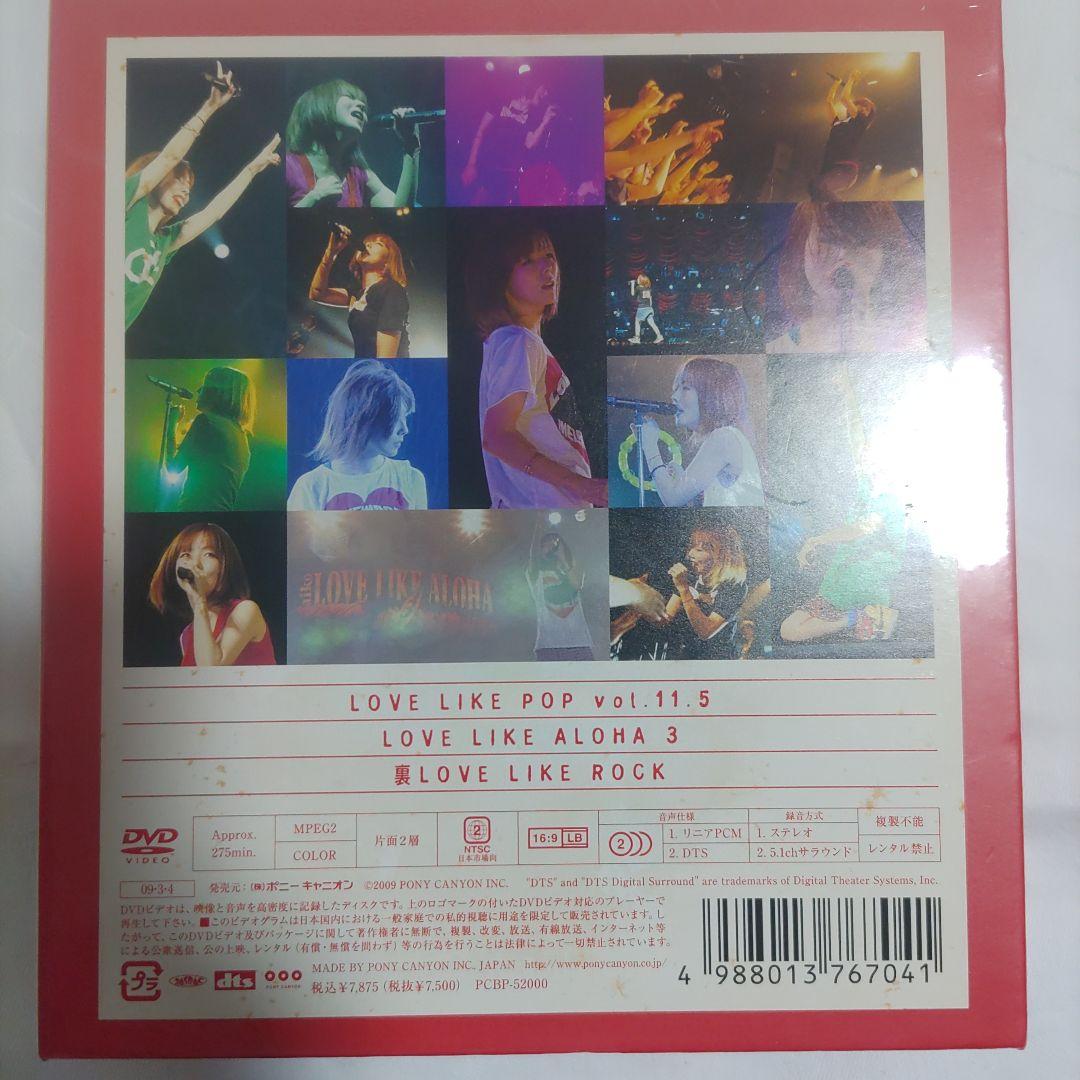 aiko LOVE LIKE ALOHA
LOVE LIKE POP vol.11.5
LOVE LIKE ALOHA 3
裏LOVE LIKE ROCK
DVD VIDEO
Approx. 275min.
MPEG2
COLOR
片面2層
2 NTSC 日本市場向
16:9 LB
2
音声仕様
1. リニアPCM
2. DTS
録音方式
1. ステレオ
2. 5.1chサラウンド
複製不能
レンタル禁止
09・3・4 発売元：(株)ポニーキャニオン ©2009 PONY CANYON INC. "DTS" and "DTS Digital Surround" are trademarks of Digital Theater Systems, Inc.
DVDビデオは、映像と音声を高密度に記録したディスクです。上のロゴマークの付いたDVDビデオ対応のプレーヤーで
再生して下さい。■このビデオグラムは日本国内における一般家庭での私的視聴に用途を限定して販売されています。し
たがって、このDVDビデオ及びパッケージに関して著作権者に無断で、複製、改変、放送、有線放送、インターネット等
による公衆送信、公の上映、レンタル（有償・無償を問わず）等の行為を行うことは法律によって一切禁止されています。
プラ
dts
PONY CANYON
MADE BY PONY CANYON INC., JAPAN http://www.ponycanyon.co.jp/
税込¥7,875（税抜¥7,500） PCBP-52000
4 988013 767041